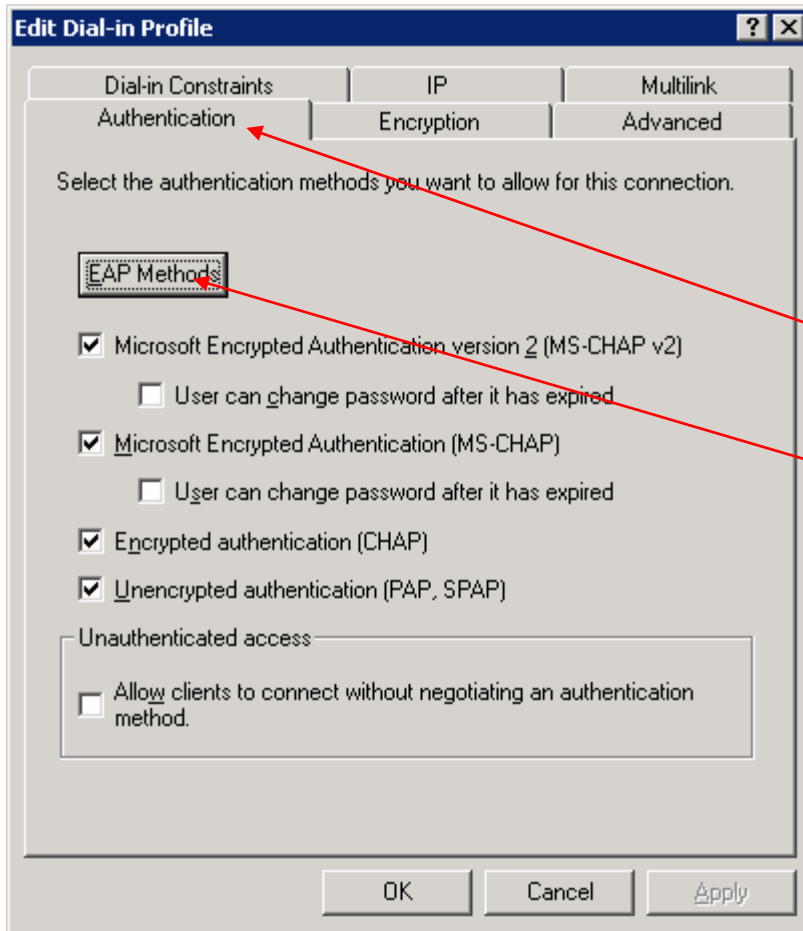 Edit Dial-in Profile
? X
Dial-in Constraints IP Multilink
Authentication Encryption Advanced
Select the authentication methods you want to allow for this connection.
EAP Methods
Microsoft Encrypted Authentication version 2 (MS-CHAP v2)
User can change password after it has expired
Microsoft Encrypted Authentication (MS-CHAP)
User can change password after it has expired
Encrypted authentication (CHAP)
Unencrypted authentication (PAP, SPAP)
Unauthenticated access
Allow clients to connect without negotiating an authentication
method.
OK Cancel Apply